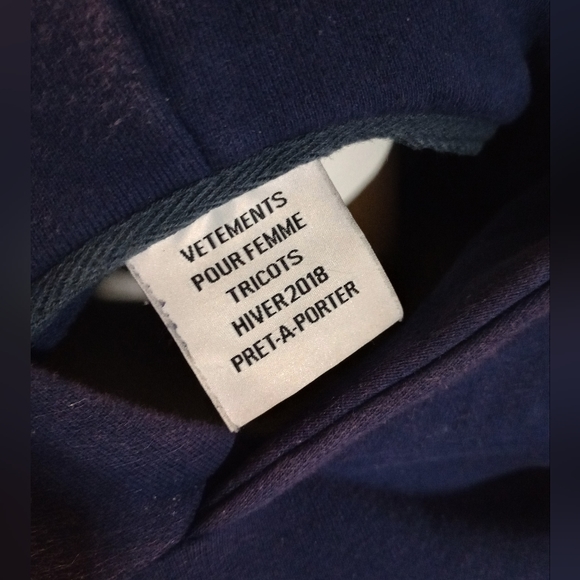 VETEMENTS
POUR FEMME
TRICOTS
HIVER 2018
PRET-A-PORTER